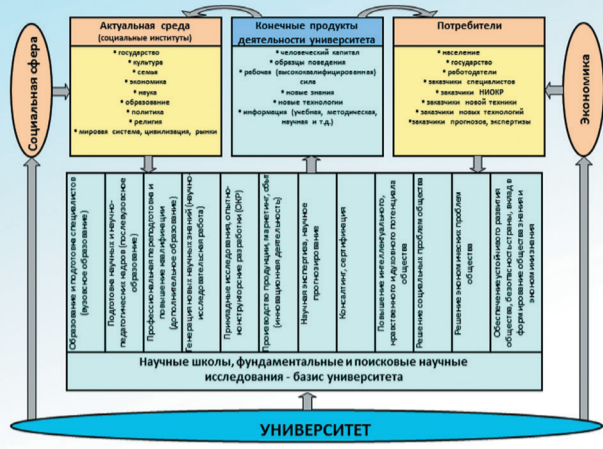 Актуальная среда
(социальные институты)
• государство
• культура
• семья
• экономика
• наука
• образование
• политика
• религия
• мировая система, цивилизация, рынки
Конечные продукты
деятельности университета
• человеческий капитал
• образцы поведения
• рабочая (высококвалифицированная)
сила
• новые знания
• новые технологии
• информация (учебная, методическая,
научная и т.д.)
Потребители
• население
• государство
• работодатели
• заказчики специалистов
• заказчики НИОКР
• заказчики новой техники
• заказчики новых технологий
• заказчики прогнозов, экспертизы
Социальная сфера
Экономика
Образование и подготовка специалистов
(вузовское образование)
Подготовка научных и научно-
педагогических кадров (послевузовское
образование)
Профессиональная переподготовка и
повышение квалификации
(дополнительное образование)
Генерация новых научных знаний (научно-
исследовательская работа)
Прикладные исследования, опытно-
конструкторские разработки (ОКР)
Производство продукции, маркетинг, сбыт
(инновационная деятельность)
Научная экспертиза, научное
прогнозирование
Консалтинг, сертификация
Повышение интеллектуального,
нравственного и духовного потенциала
общества
Решение социальных проблем общества
Решение экономических проблем
общества
Обеспечение устойчивого развития
общества, безопасность страны, вклад в
формирование общества знания и
экономики знания
Научные школы, фундаментальные и поисковые научные
исследования - базис университета
УНИВЕРСИТЕТ